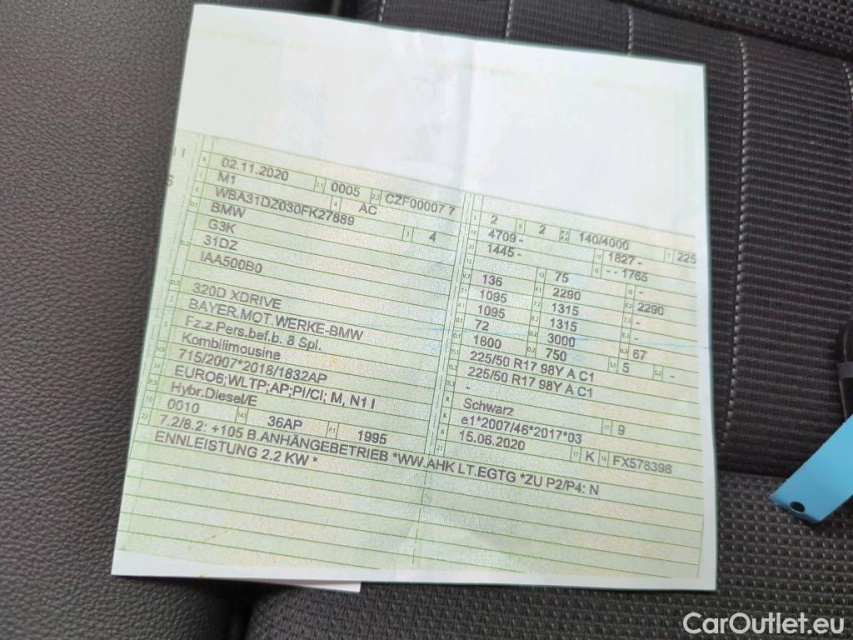 02.11.2020 0005 CZF00007 7
M1 AC
WBA31DZ030FK27889
BMW 4
G3K
31DZ
IAA500B0
320D XDRIVE
BAYER.MOT.WERKE-BMW
Fz.z.Pers.bef.b. 8 Spl.
Kombilimousine
715/2007*2018/1832AP
EURO6;WLTP;AP;PI/CI; M, N1 I
Hybr.Diesel/E
0010 36AP 1995
7.2/8.2: +105 B.ANHÄNGEBETRIEB *WW.AHK LT.EGTG *ZU P2/P4: N
ENNLEISTUNG 2.2 KW *
2 2 140/4000 225
4709 - 1827 -
1445 - - - 1765
136 75 -
1095 2290 2290
1095 1315 -
72 1315 -
1800 3000 67
225/50 R17 98Y A C1 750 5 -
225/50 R17 98Y A C1
-
Schwarz
e1*2007/46*2017*03 9
15.06.2020 K FX578398
CarOutlet.eu